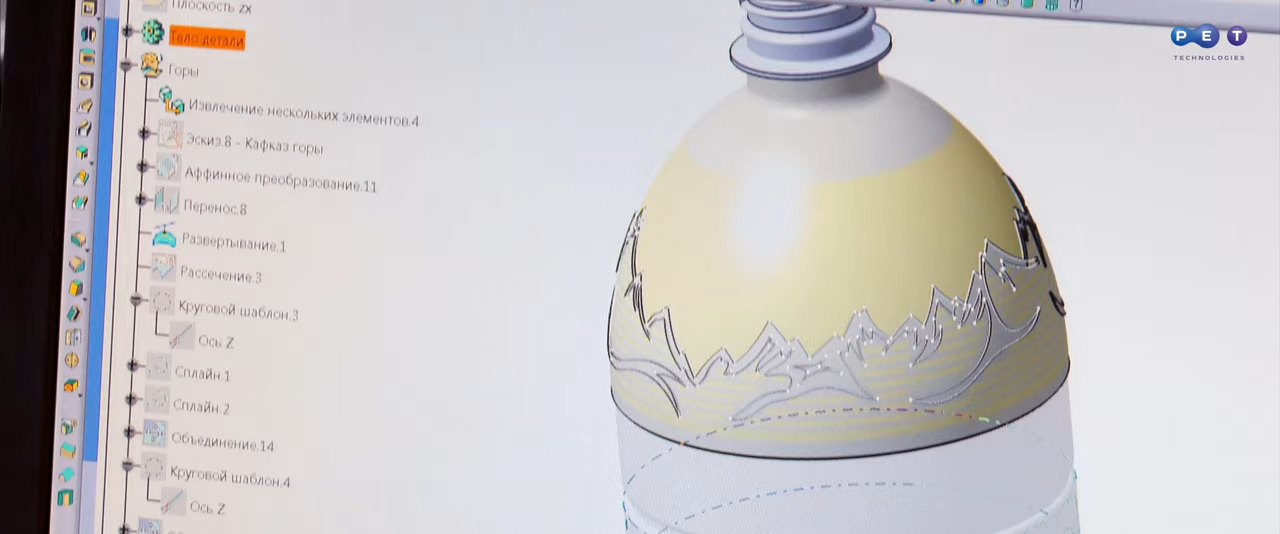 Плоскость zx
Тело детали
Горы
Извлечение нескольких элементов.4
Эскиз.8 - Кафказ горы
Аффинное преобразование.11
Перенос.8
Развертывание.1
Рассечение.3
Круговой шаблон.3
Ось Z
Сплайн.1
Сплайн.2
Объединение.14
Круговой шаблон.4
Ось Z
PET
TECHNOLOGIES